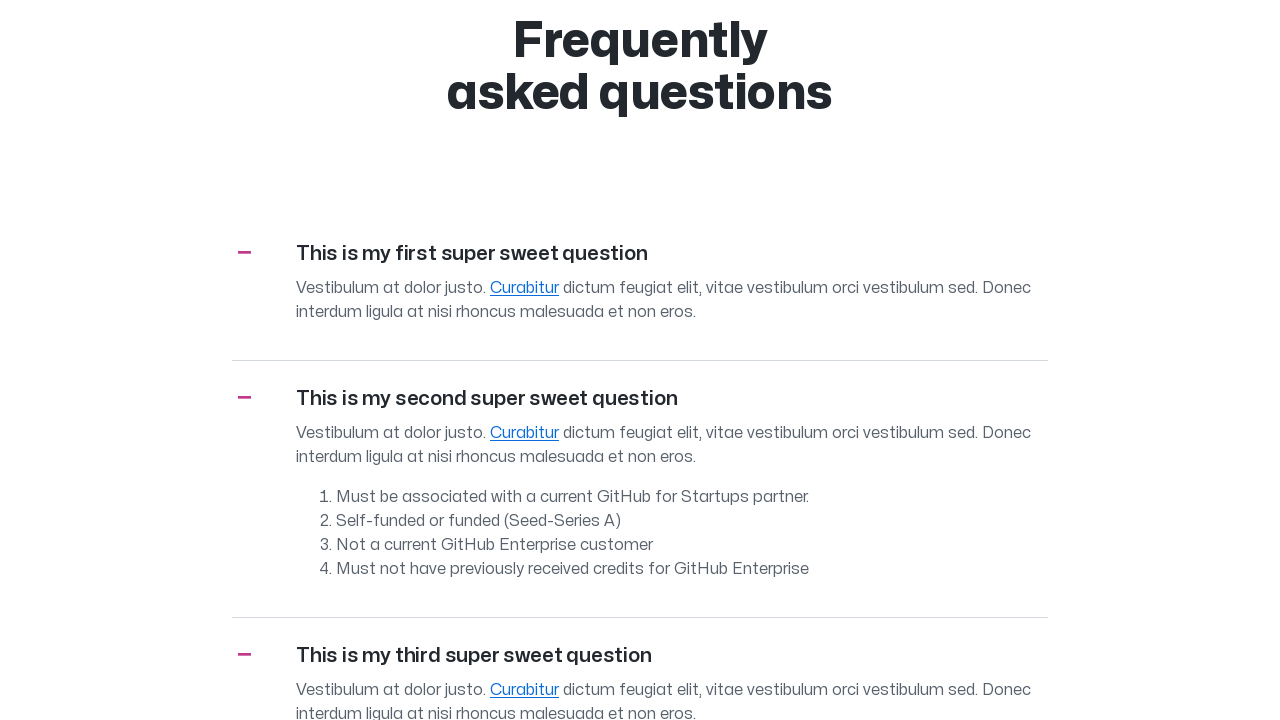 Frequently
asked questions
This is my first super sweet question
Vestibulum at dolor justo. Curabitur dictum feugiat elit, vitae vestibulum orci vestibulum sed. Donec
interdum ligula at nisi rhoncus malesuada et non eros.
This is my second super sweet question
Vestibulum at dolor justo. Curabitur dictum feugiat elit, vitae vestibulum orci vestibulum sed. Donec
interdum ligula at nisi rhoncus malesuada et non eros.
1. Must be associated with a current GitHub for Startups partner.
2. Self-funded or funded (Seed-Series A)
3. Not a current GitHub Enterprise customer
4. Must not have previously received credits for GitHub Enterprise
This is my third super sweet question
Vestibulum at dolor justo. Curabitur dictum feugiat elit, vitae vestibulum orci vestibulum sed. Donec
interdum ligula at nisi rhoncus malesuada et non eros.